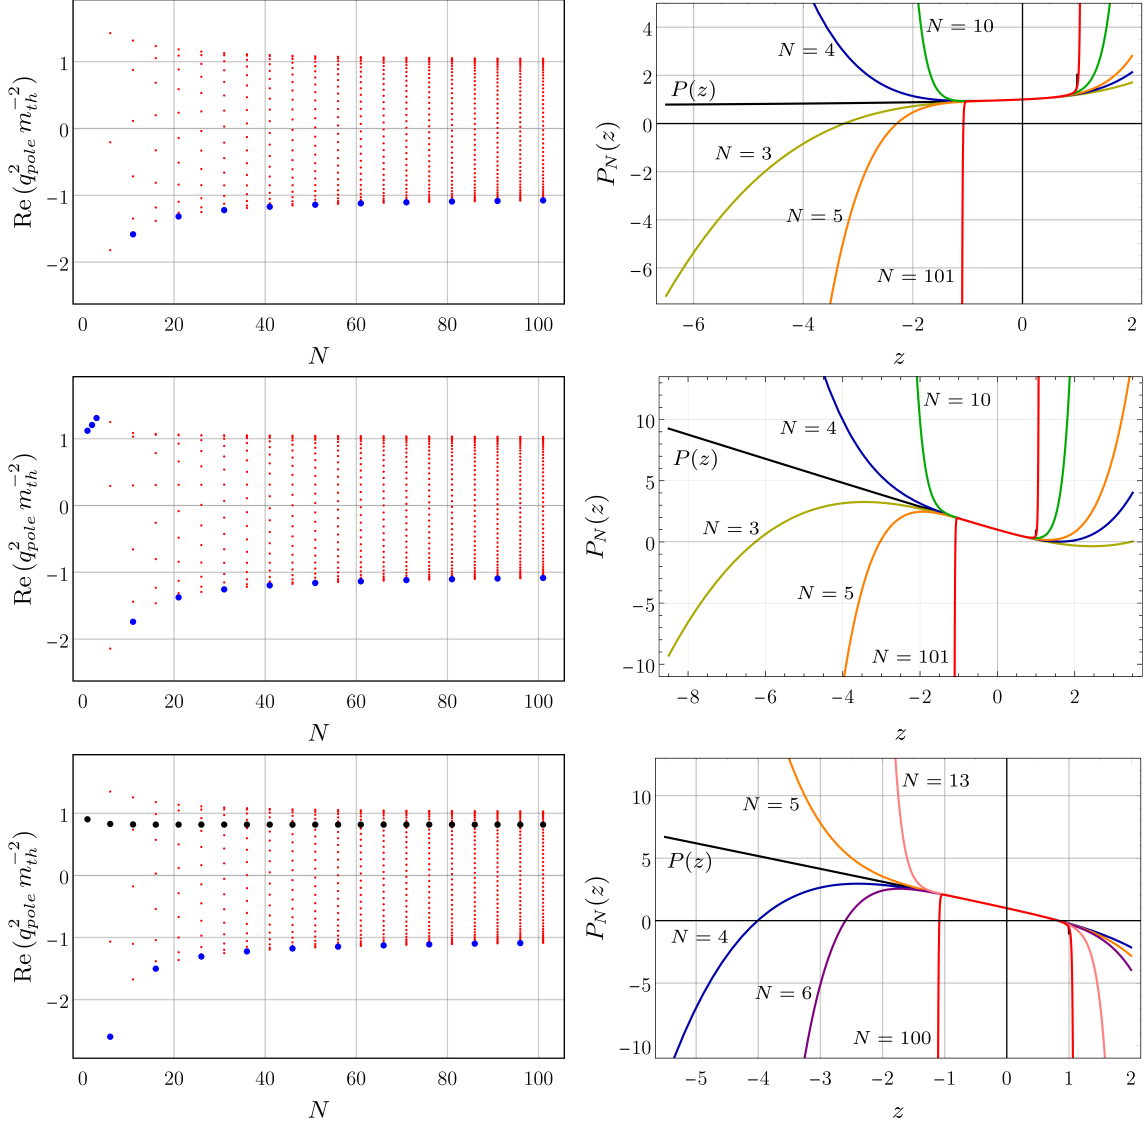 Re (q²_pole m_th⁻²)
1
0
−1
−2
0 20 40 60 80 100
N
P_N(z)
4
2
0
−2
−4
−6
N = 10
N = 4
P(z)
N = 3
N = 5
N = 101
−6 −4 −2 0 2
z
Re (q²_pole m_th⁻²)
1
0
−1
−2
0 20 40 60 80 100
N
P_N(z)
10
5
0
−5
−10
N = 10
N = 4
P(z)
N = 3
N = 5
N = 101
−8 −6 −4 −2 0 2
z
Re (q²_pole m_th⁻²)
1
0
−1
−2
0 20 40 60 80 100
N
P_N(z)
10
5
0
−5
−10
N = 13
N = 5
P(z)
N = 4
N = 6
N = 100
−5 −4 −3 −2 −1 0 1 2
z